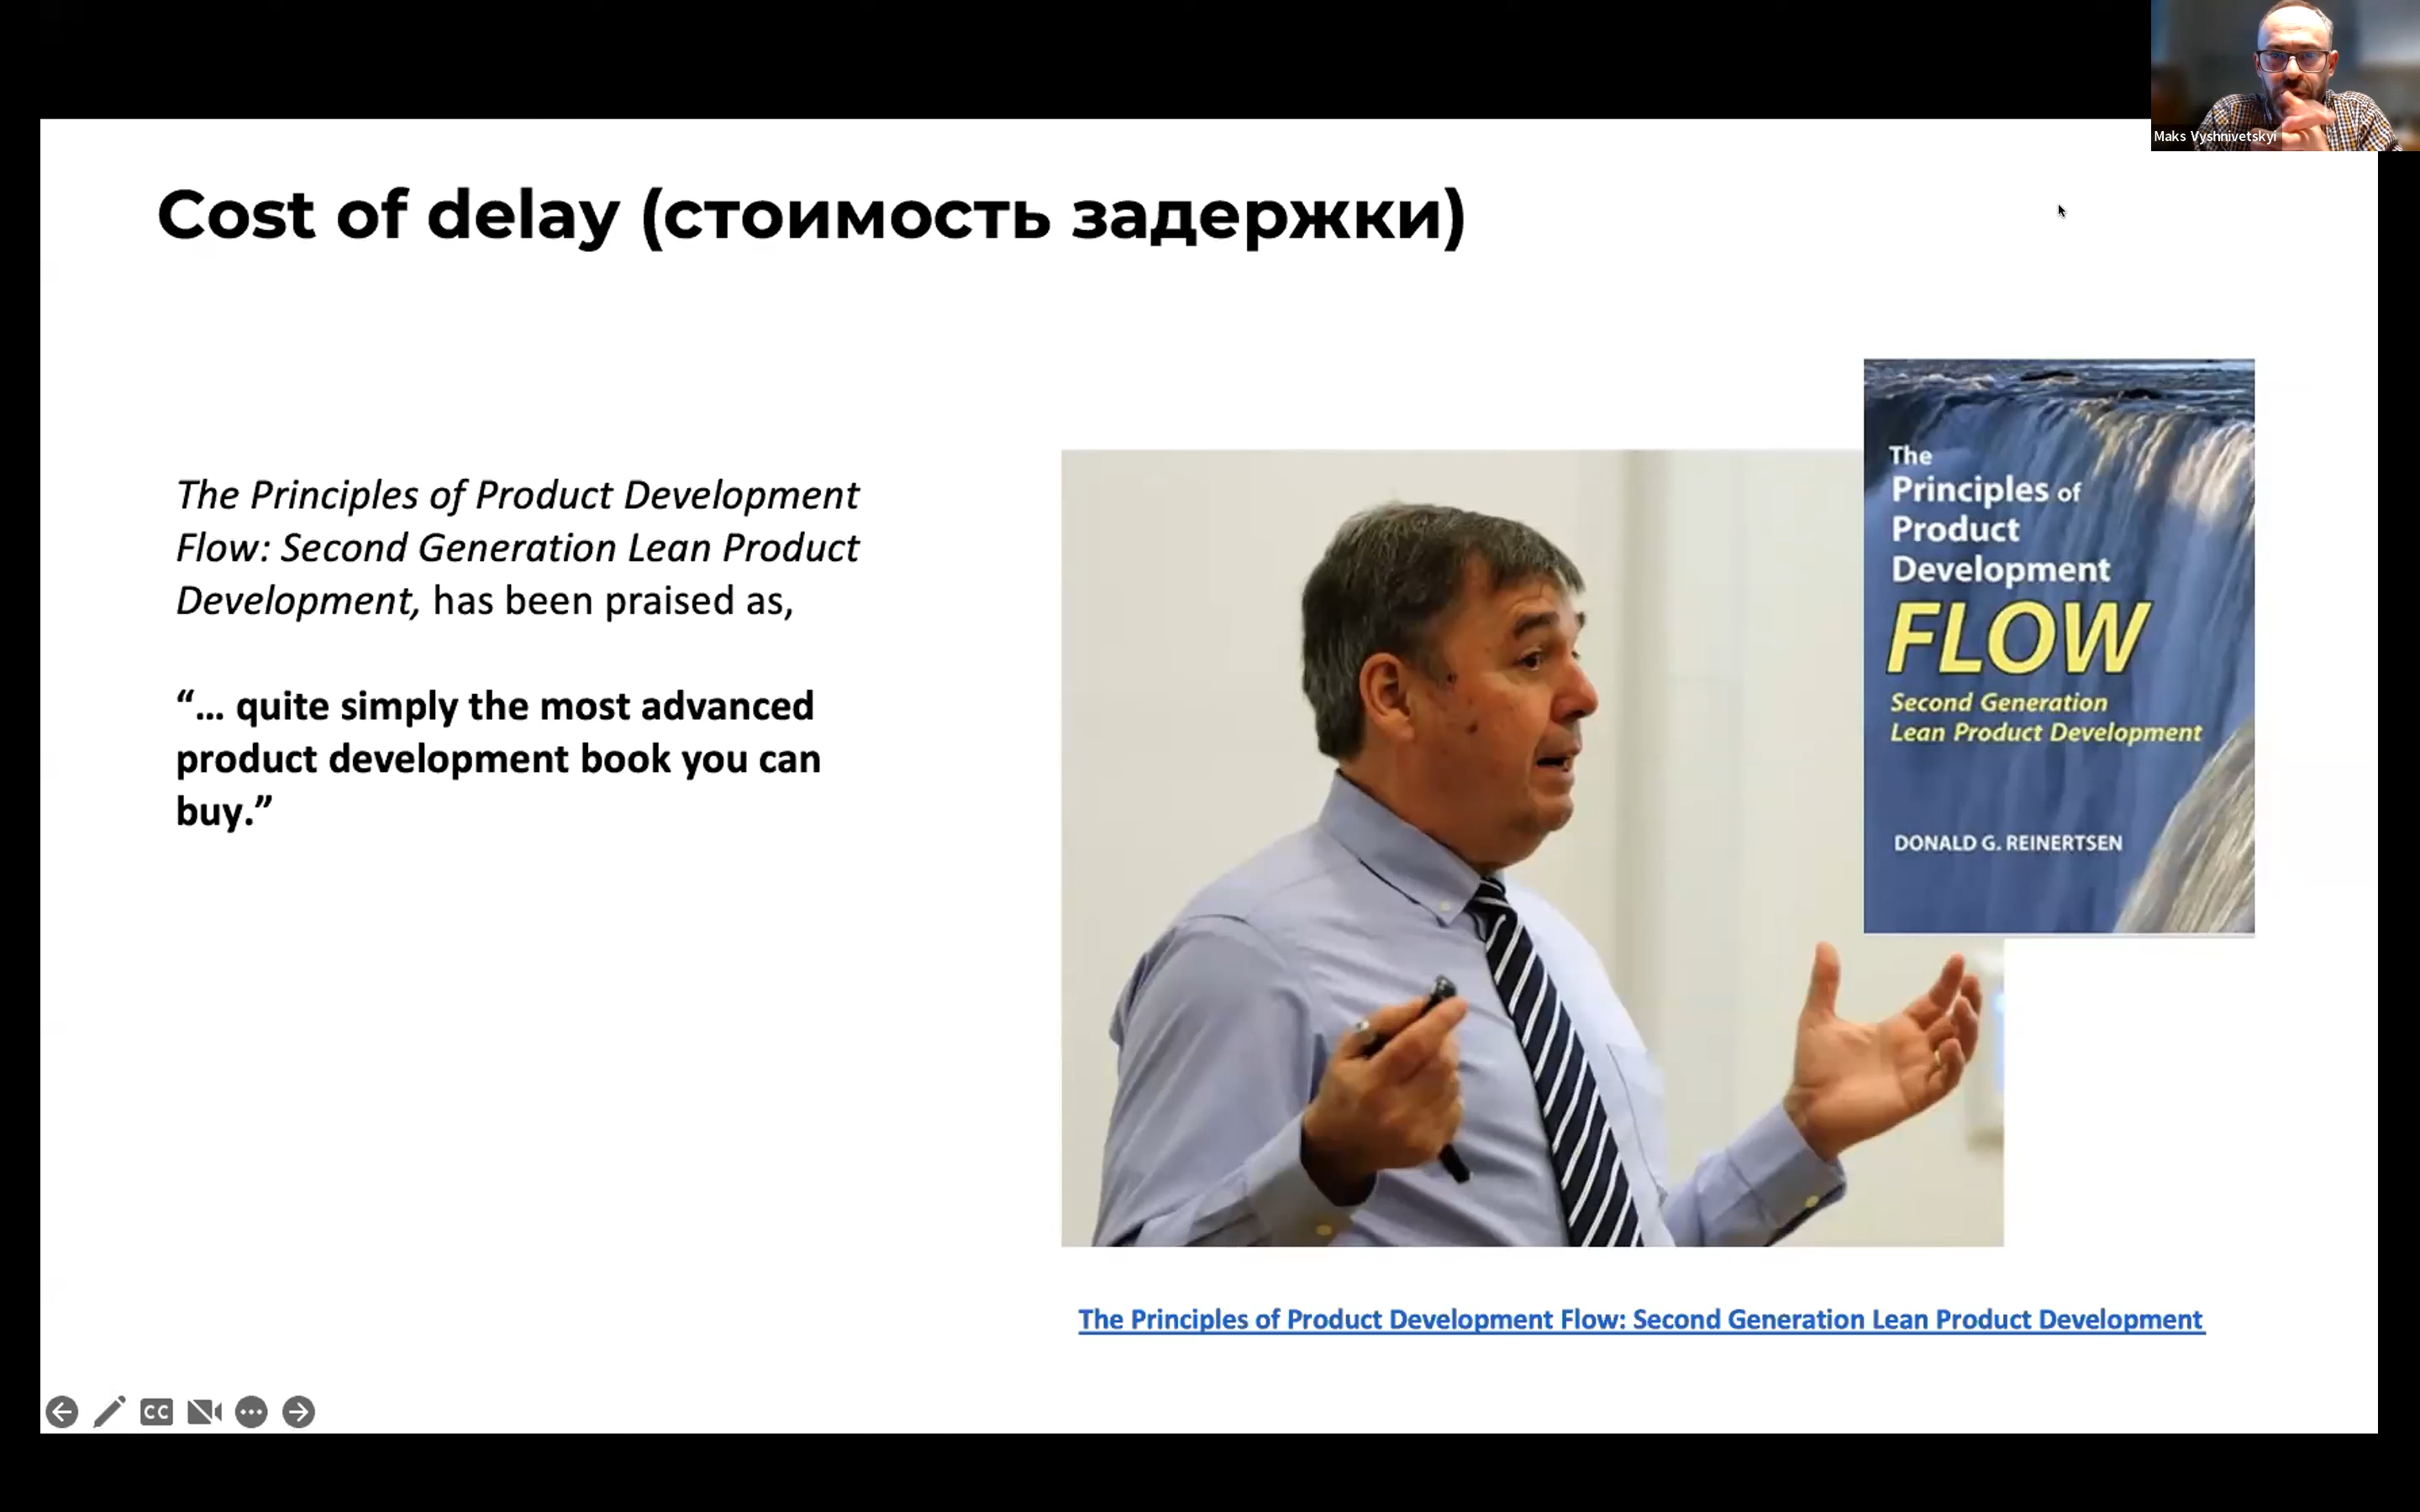 Maks Vyshnivetskyi
Cost of delay (стоимость задержки)
The Principles of Product Development
Flow: Second Generation Lean Product
Development, has been praised as,
“... quite simply the most advanced
product development book you can
buy.”
The
Principles of
Product
Development
FLOW
Second Generation
Lean Product Development
DONALD G. REINERTSEN
The Principles of Product Development Flow: Second Generation Lean Product Development
CC